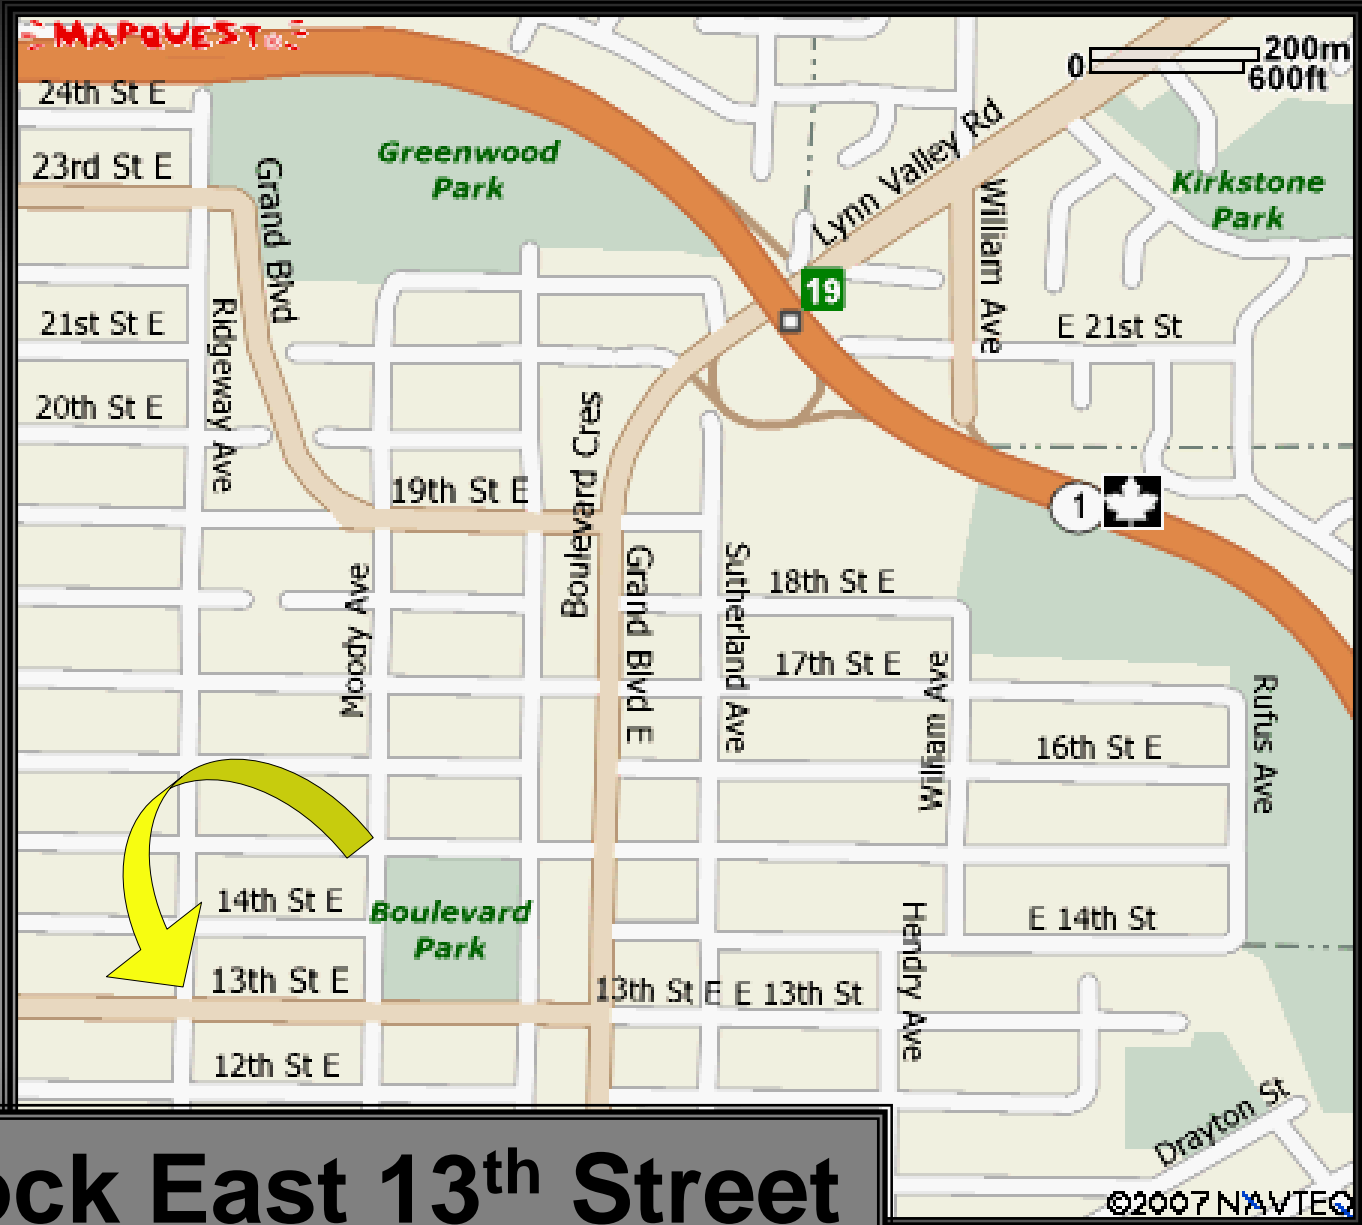 MAPQUEST
0
200m
600ft
24th St E
23rd St E
Grand Blvd
Greenwood
Park
Lynn Valley Rd
William Ave
Kirkstone
Park
19
21st St E
Ridgeway Ave
E 21st St
20th St E
Boulevard Cres
19th St E
1
Moody Ave
Grand Blvd E
Sutherland Ave
18th St E
17th St E
William Ave
Rufus Ave
16th St E
14th St E
Boulevard
Park
Hendry Ave
E 14th St
13th St E
13th St E
E 13th St
12th St E
Drayton St
ock East 13th Street
©2007 NAVTEQ